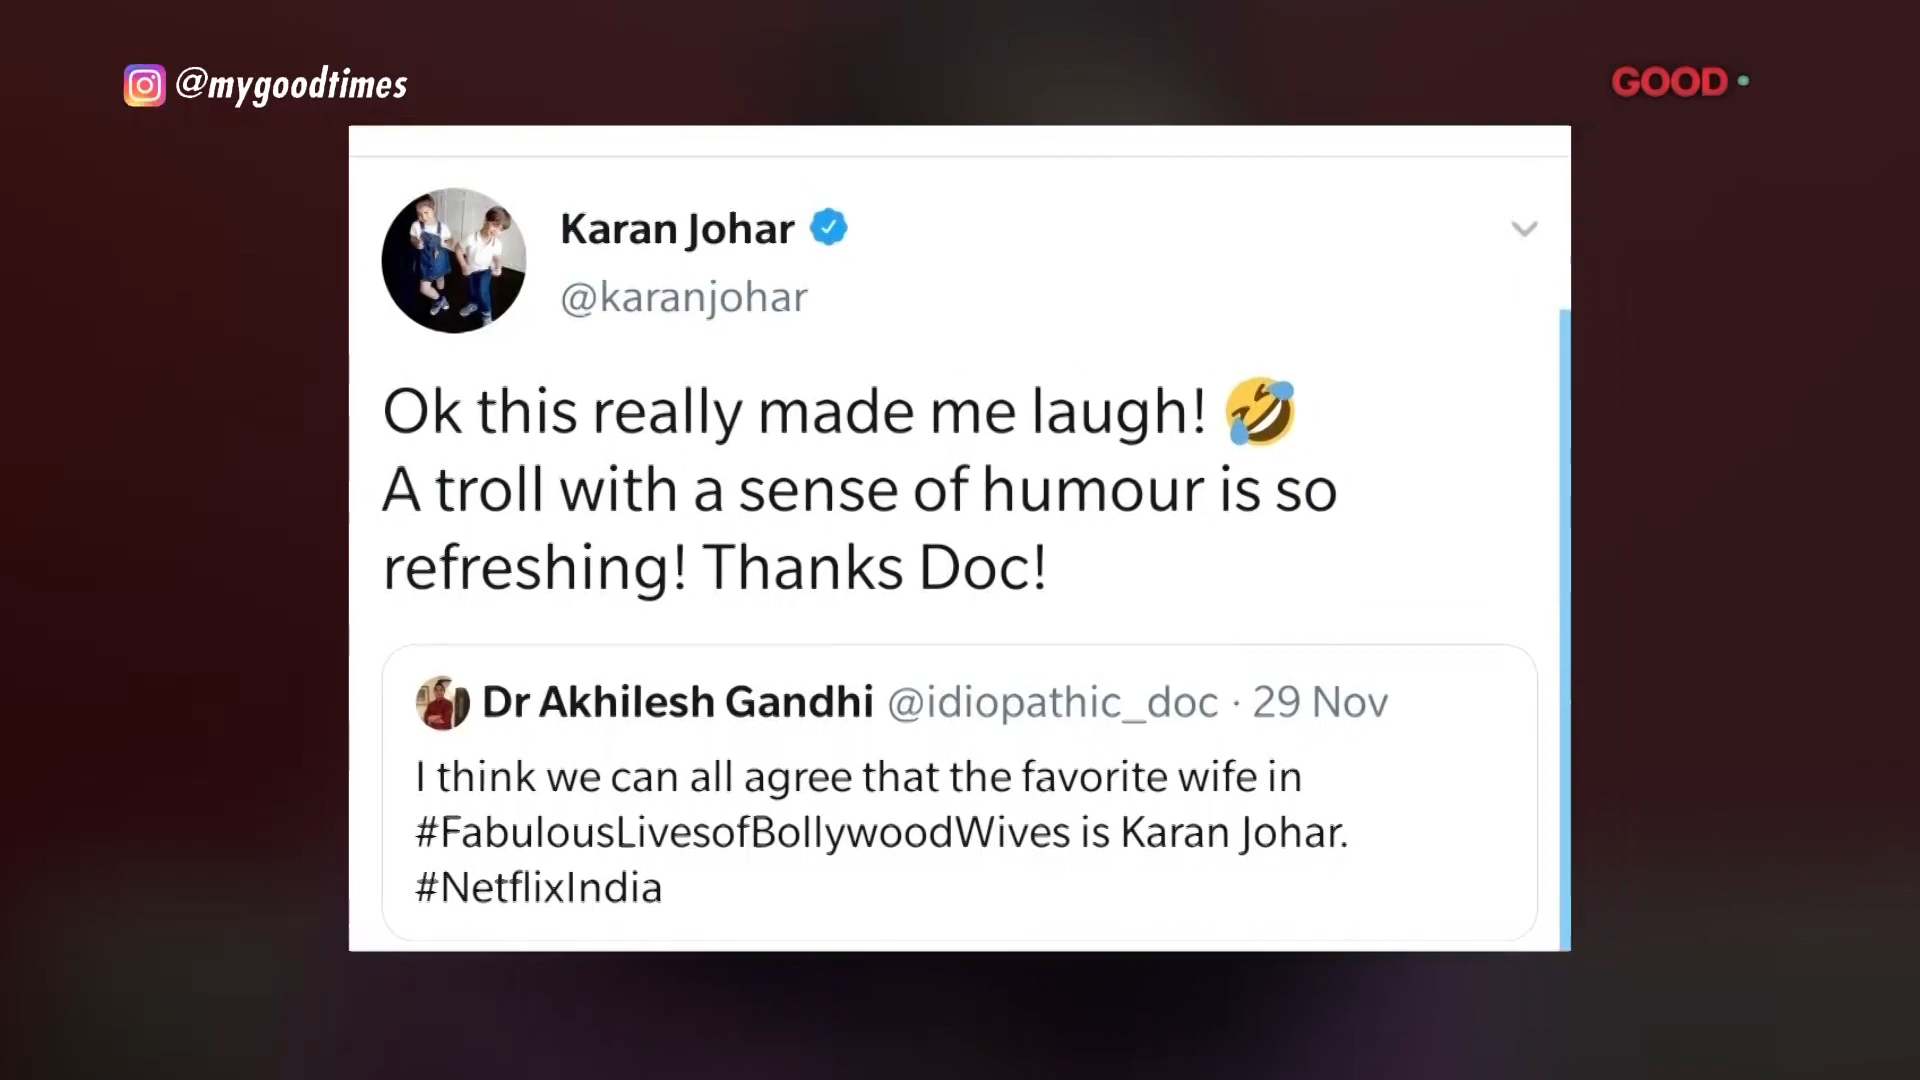 @mygoodtimes
GOOD
Karan Johar
@karanjohar
Ok this really made me laugh! 🤣
A troll with a sense of humour is so
refreshing! Thanks Doc!
Dr Akhilesh Gandhi @idiopathic_doc · 29 Nov
I think we can all agree that the favorite wife in
#FabulousLivesofBollywoodWives is Karan Johar.
#NetflixIndia